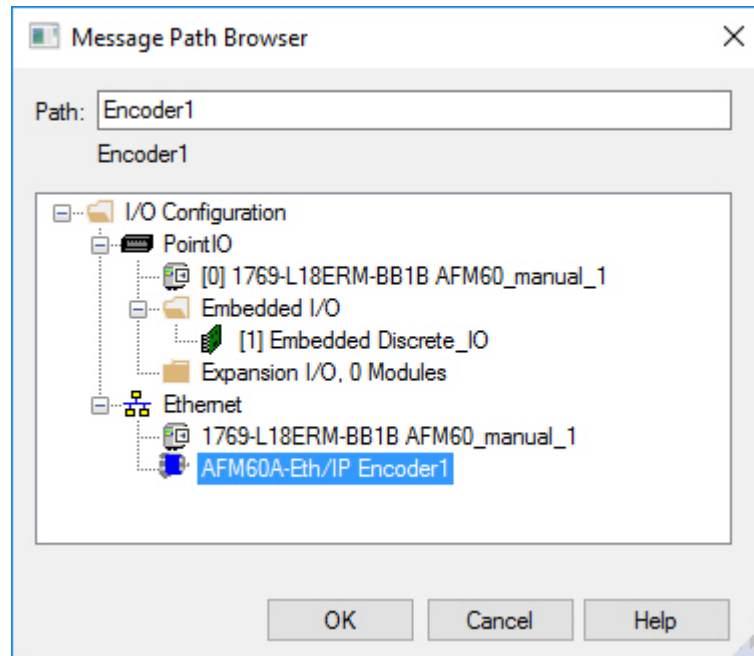 Message Path Browser
Path: Encoder1
Encoder1
I/O Configuration
PointIO
[0] 1769-L18ERM-BB1B AFM60_manual_1
Embedded I/O
[1] Embedded Discrete_IO
Expansion I/O, 0 Modules
Ethernet
1769-L18ERM-BB1B AFM60_manual_1
AFM60A-Eth/IP Encoder1
OK Cancel Help